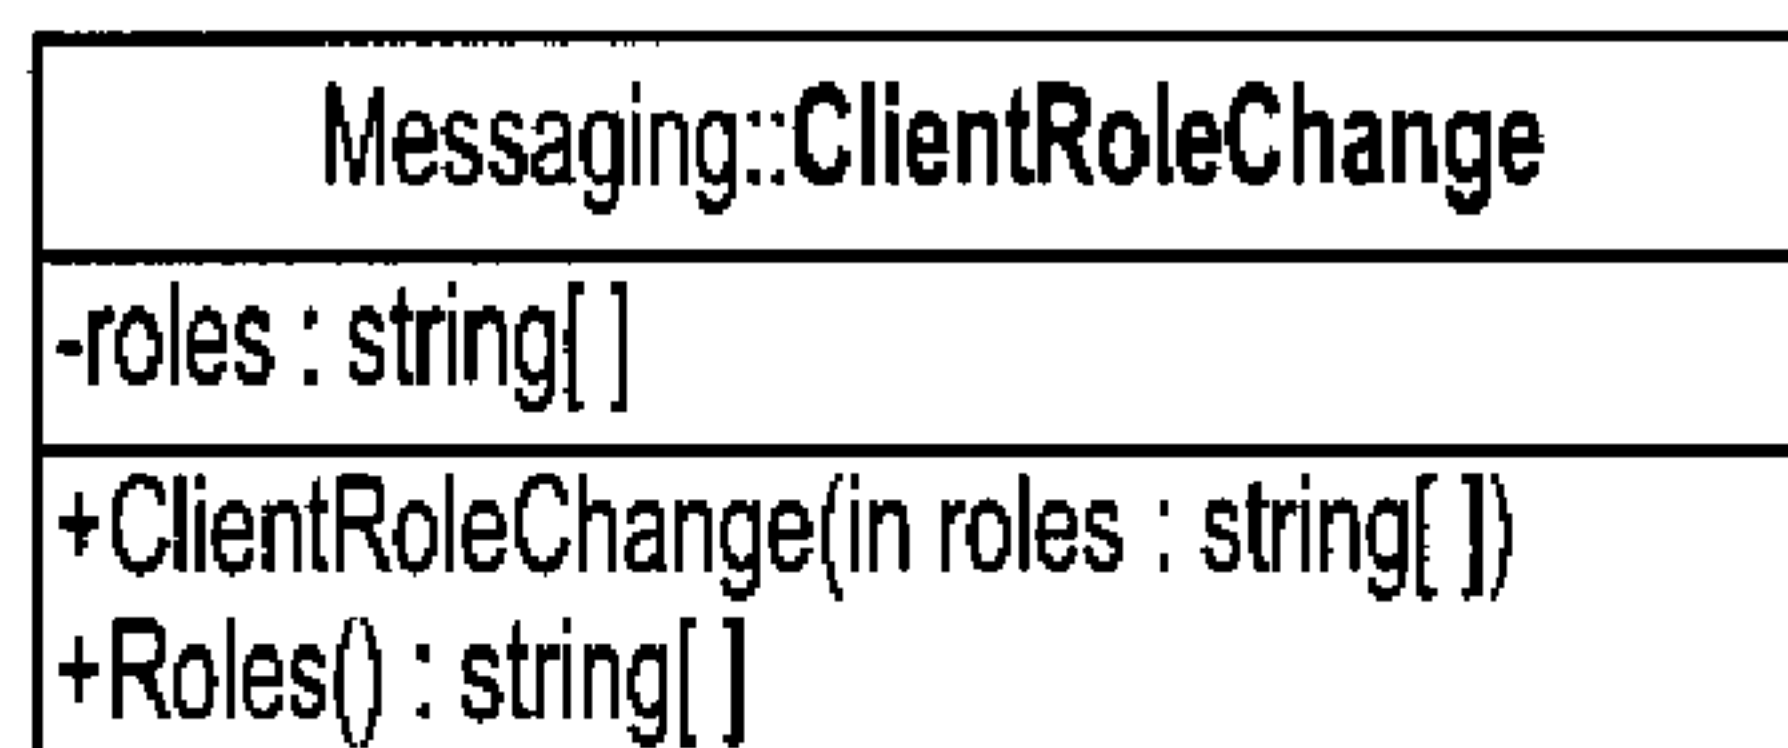 Messaging::ClientRoleChange
-roles : string[ ]
+ClientRoleChange(in roles : string[ ])
+Roles() : string[ ]